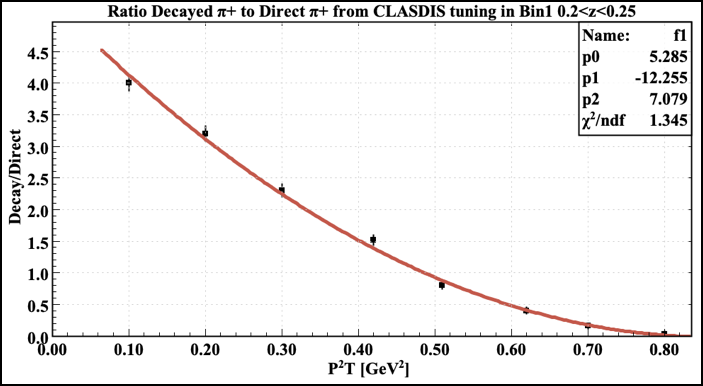 Ratio Decayed π+ to Direct π+ from CLASDIS tuning in Bin1 0.2<z<0.25
Name: f1
p0 5.285
p1 -12.255
p2 7.079
χ²/ndf 1.345
Decay/Direct
4.5
4.0
3.5
3.0
2.5
2.0
1.5
1.0
0.5
0.0
0.00 0.10 0.20 0.30 0.40 0.50 0.60 0.70 0.80
P²T [GeV²]